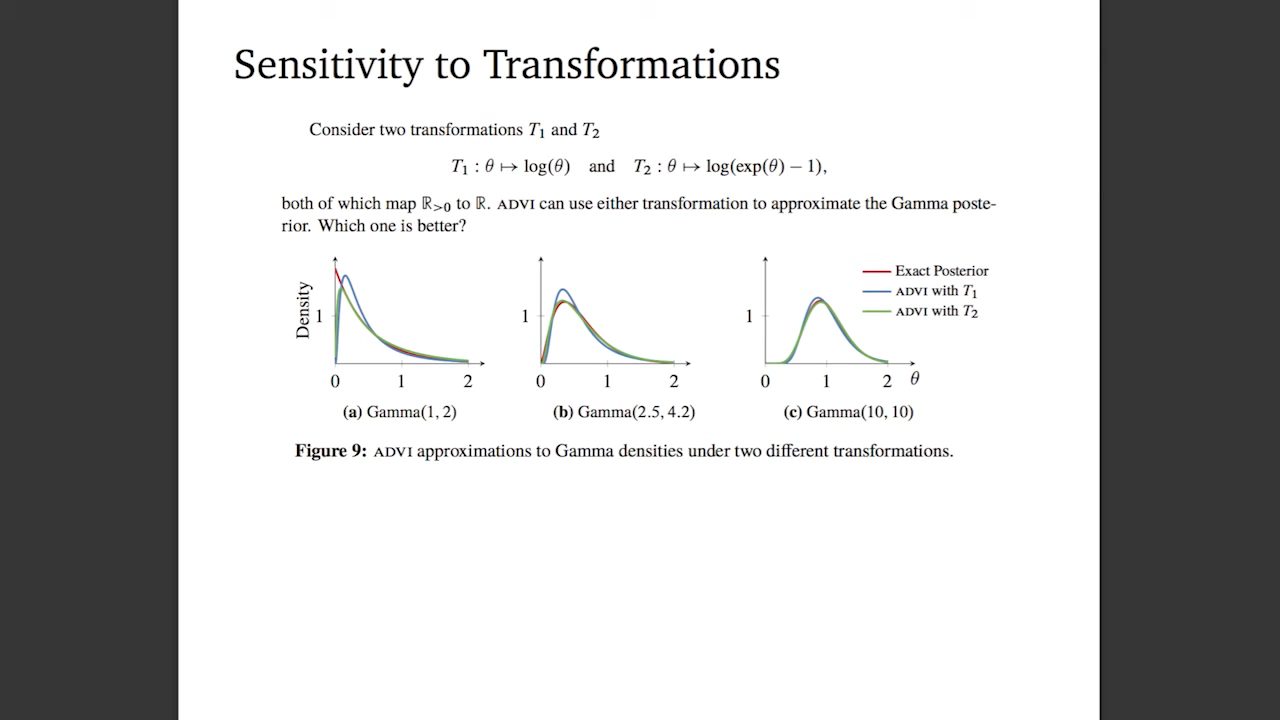 Sensitivity to Transformations
Consider two transformations T₁ and T₂
T₁ : θ ↦ log(θ) and T₂ : θ ↦ log(exp(θ) − 1),
both of which map ℝ>0 to ℝ. ADVI can use either transformation to approximate the Gamma poste-
rior. Which one is better?
Density
1
0 1 2
(a) Gamma(1, 2)
1
0 1 2
(b) Gamma(2.5, 4.2)
1
0 1 2 θ
(c) Gamma(10, 10)
Exact Posterior
ADVI with T₁
ADVI with T₂
Figure 9: ADVI approximations to Gamma densities under two different transformations.